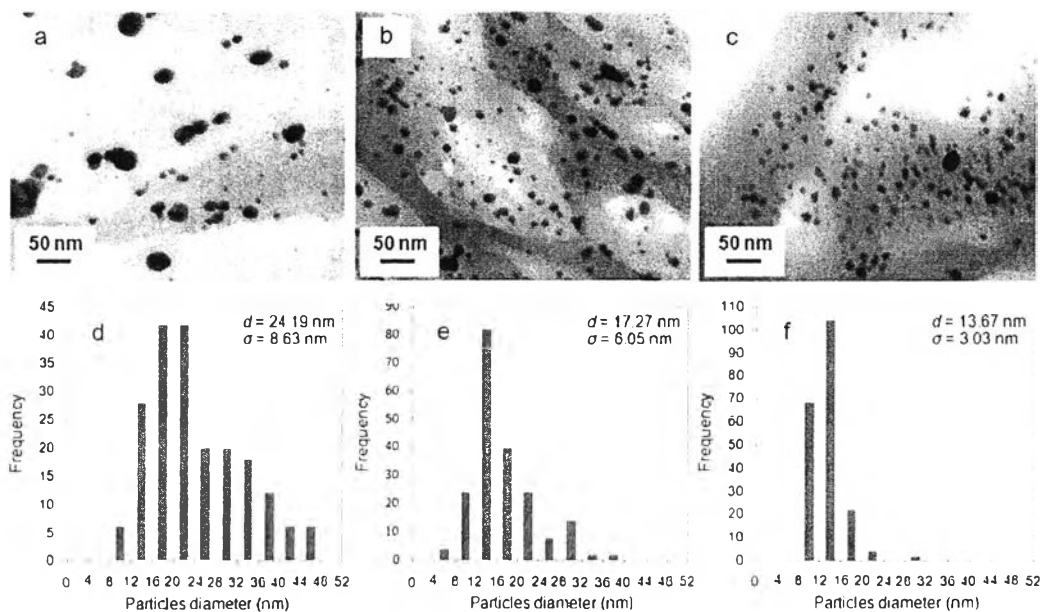 a
b
c
50 nm
50 nm
50 nm
d
d = 24 19 nm
σ = 8 63 nm
45
40
35
30
25
20
15
10
5
0
Frequency
0 4 8 12 16 20 24 28 32 36 40 44 48 52
Particles diameter (nm)
e
d = 17.27 nm
σ = 6.05 nm
90
80
70
60
50
40
30
20
10
0
Frequency
0 4 8 12 16 20 24 28 32 36 40 44 48 52
Particles diameter (nm)
f
d = 13.67 nm
σ = 3 03 nm
110
100
90
80
70
60
50
40
30
20
10
0
Frequency
0 4 8 12 16 20 24 28 32 36 40 44 48 52
Particles diameter (nm)